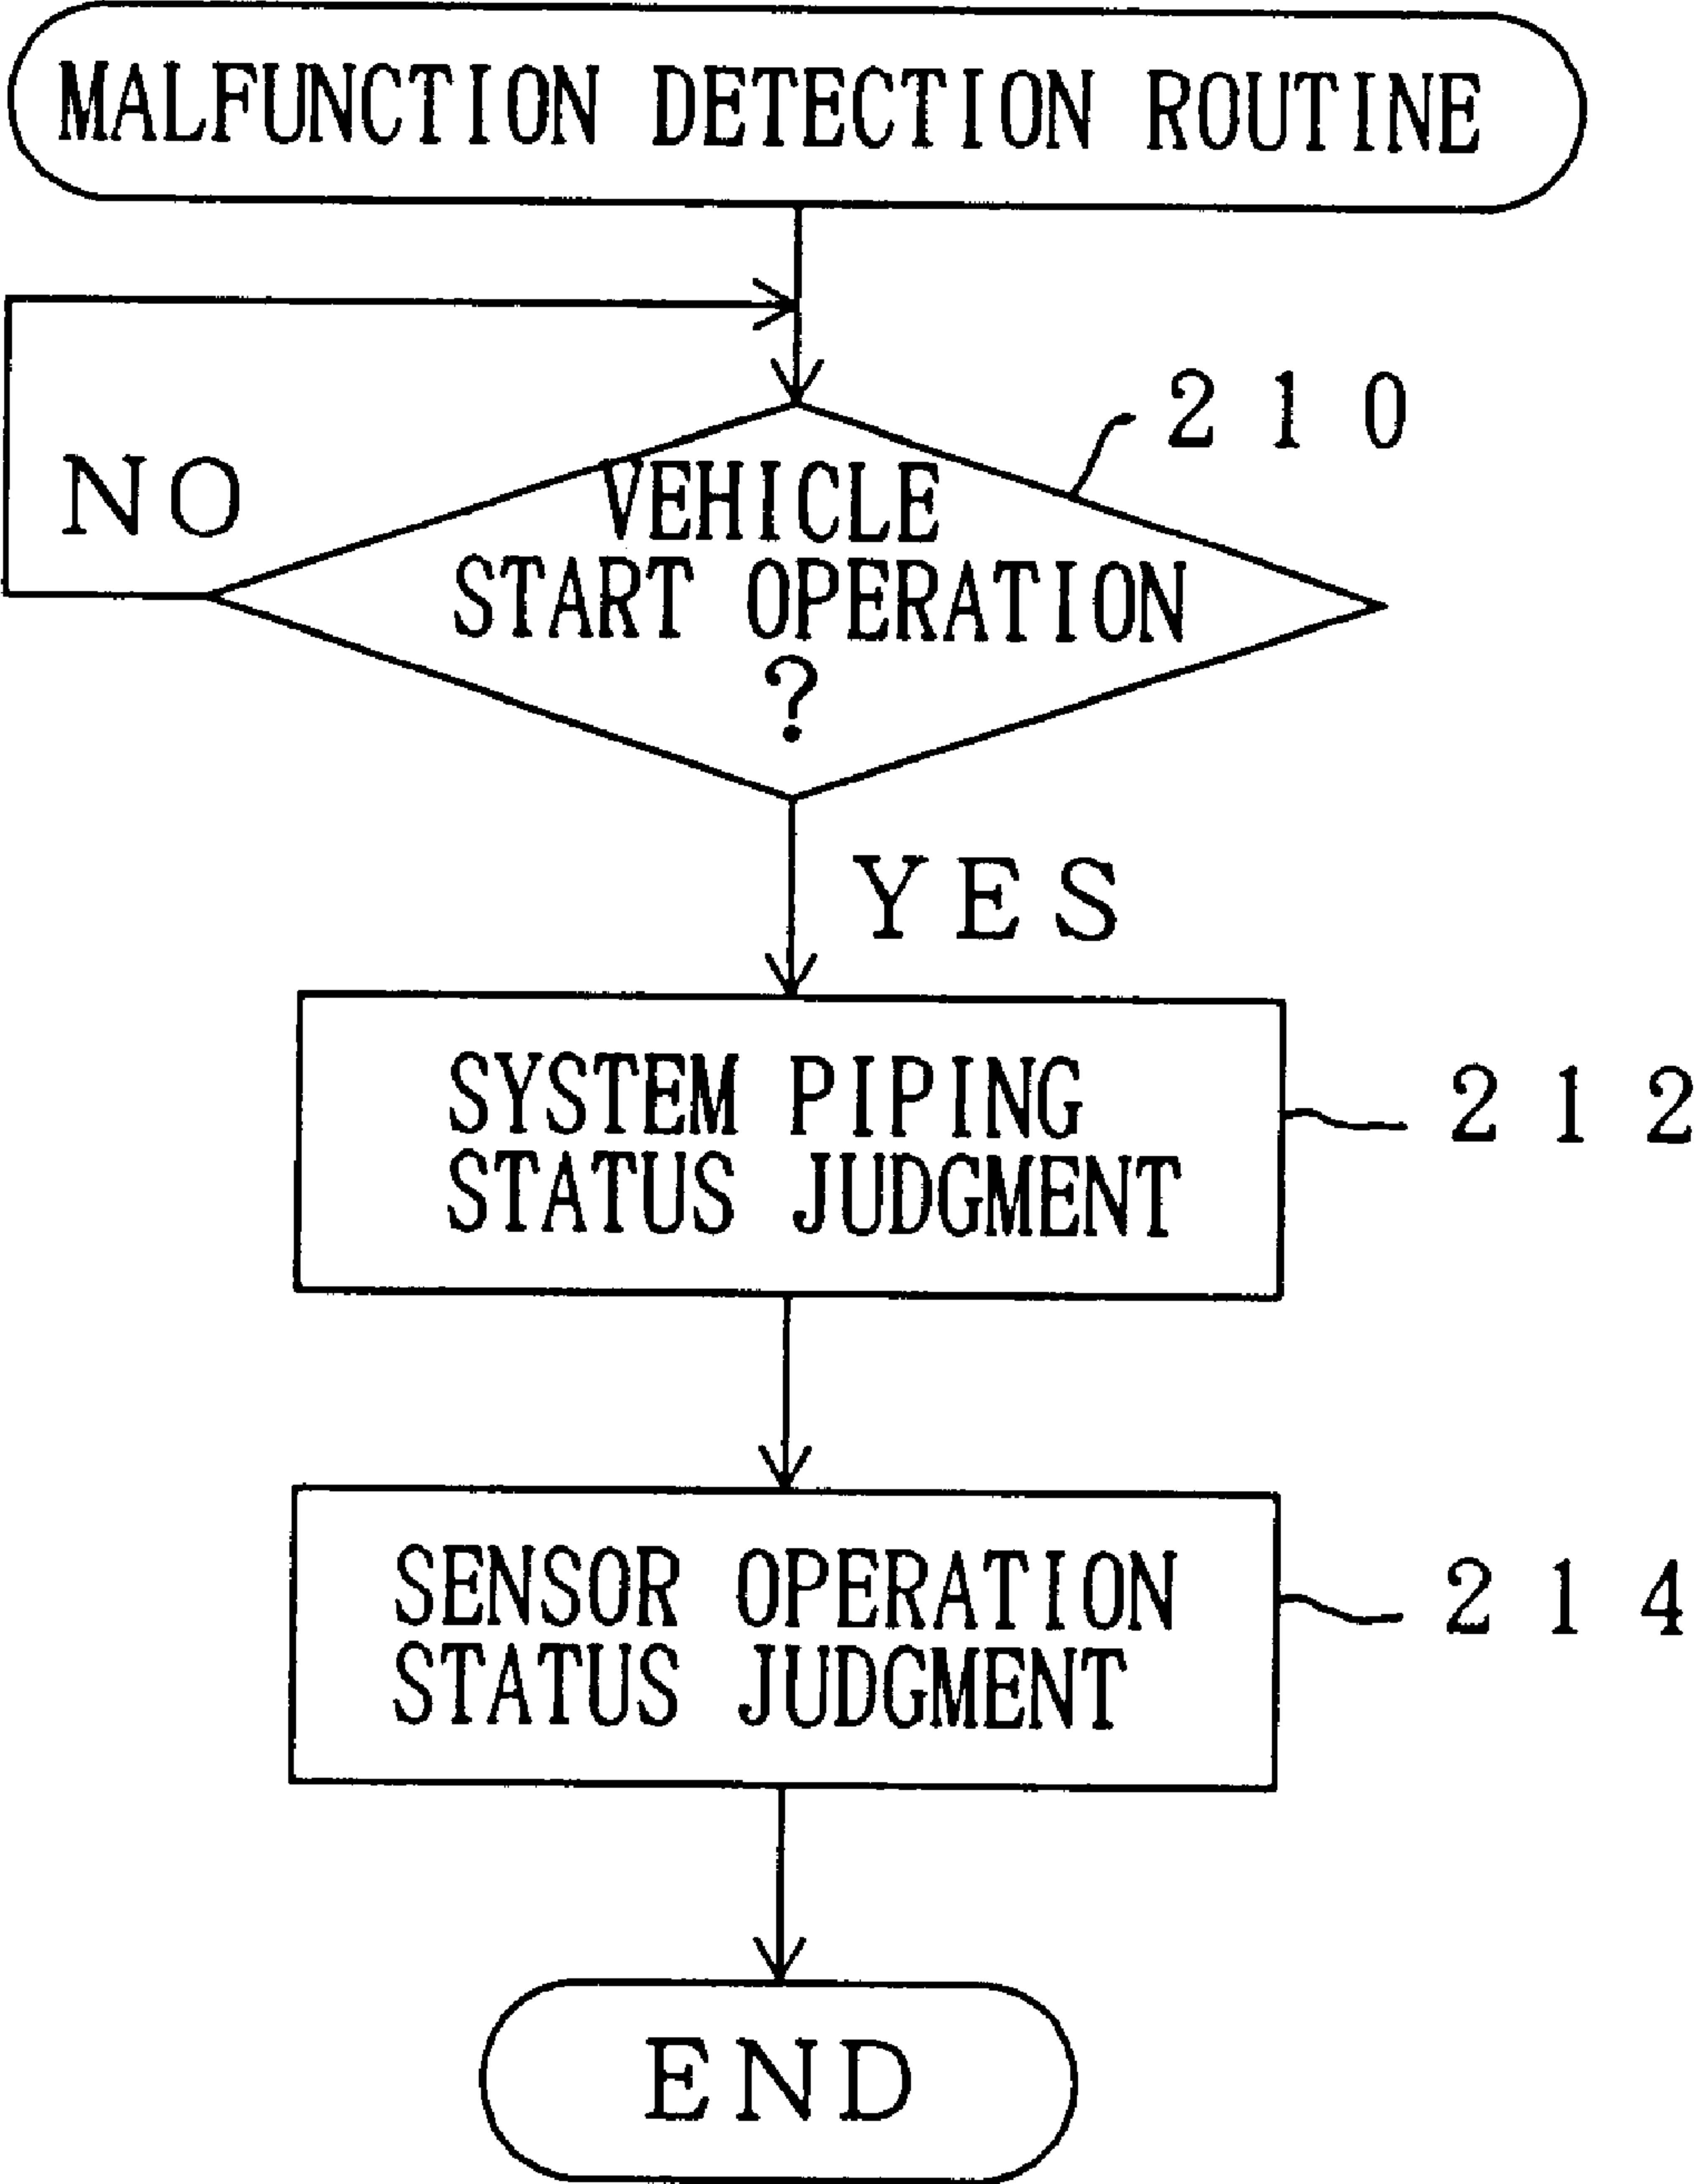 MALFUNCTION DETECTION ROUTINE
210
NO
VEHICLE
START OPERATION
?
YES
SYSTEM PIPING
STATUS JUDGMENT
212
SENSOR OPERATION
STATUS JUDGMENT
214
END